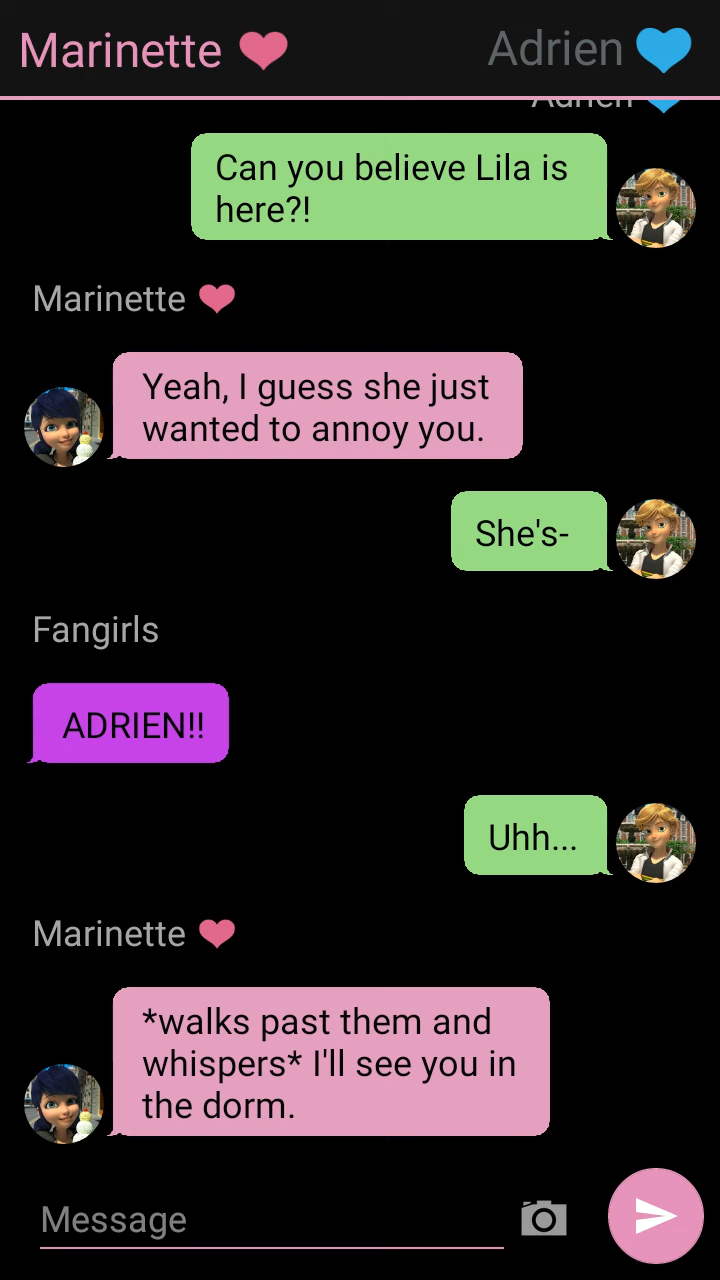 Marinette Adrien
Adrien
Can you believe Lila is
here?!
Marinette
Yeah, I guess she just
wanted to annoy you.
She's-
Fangirls
ADRIEN!!
Uhh...
Marinette
*walks past them and
whispers* I'll see you in
the dorm.
Message